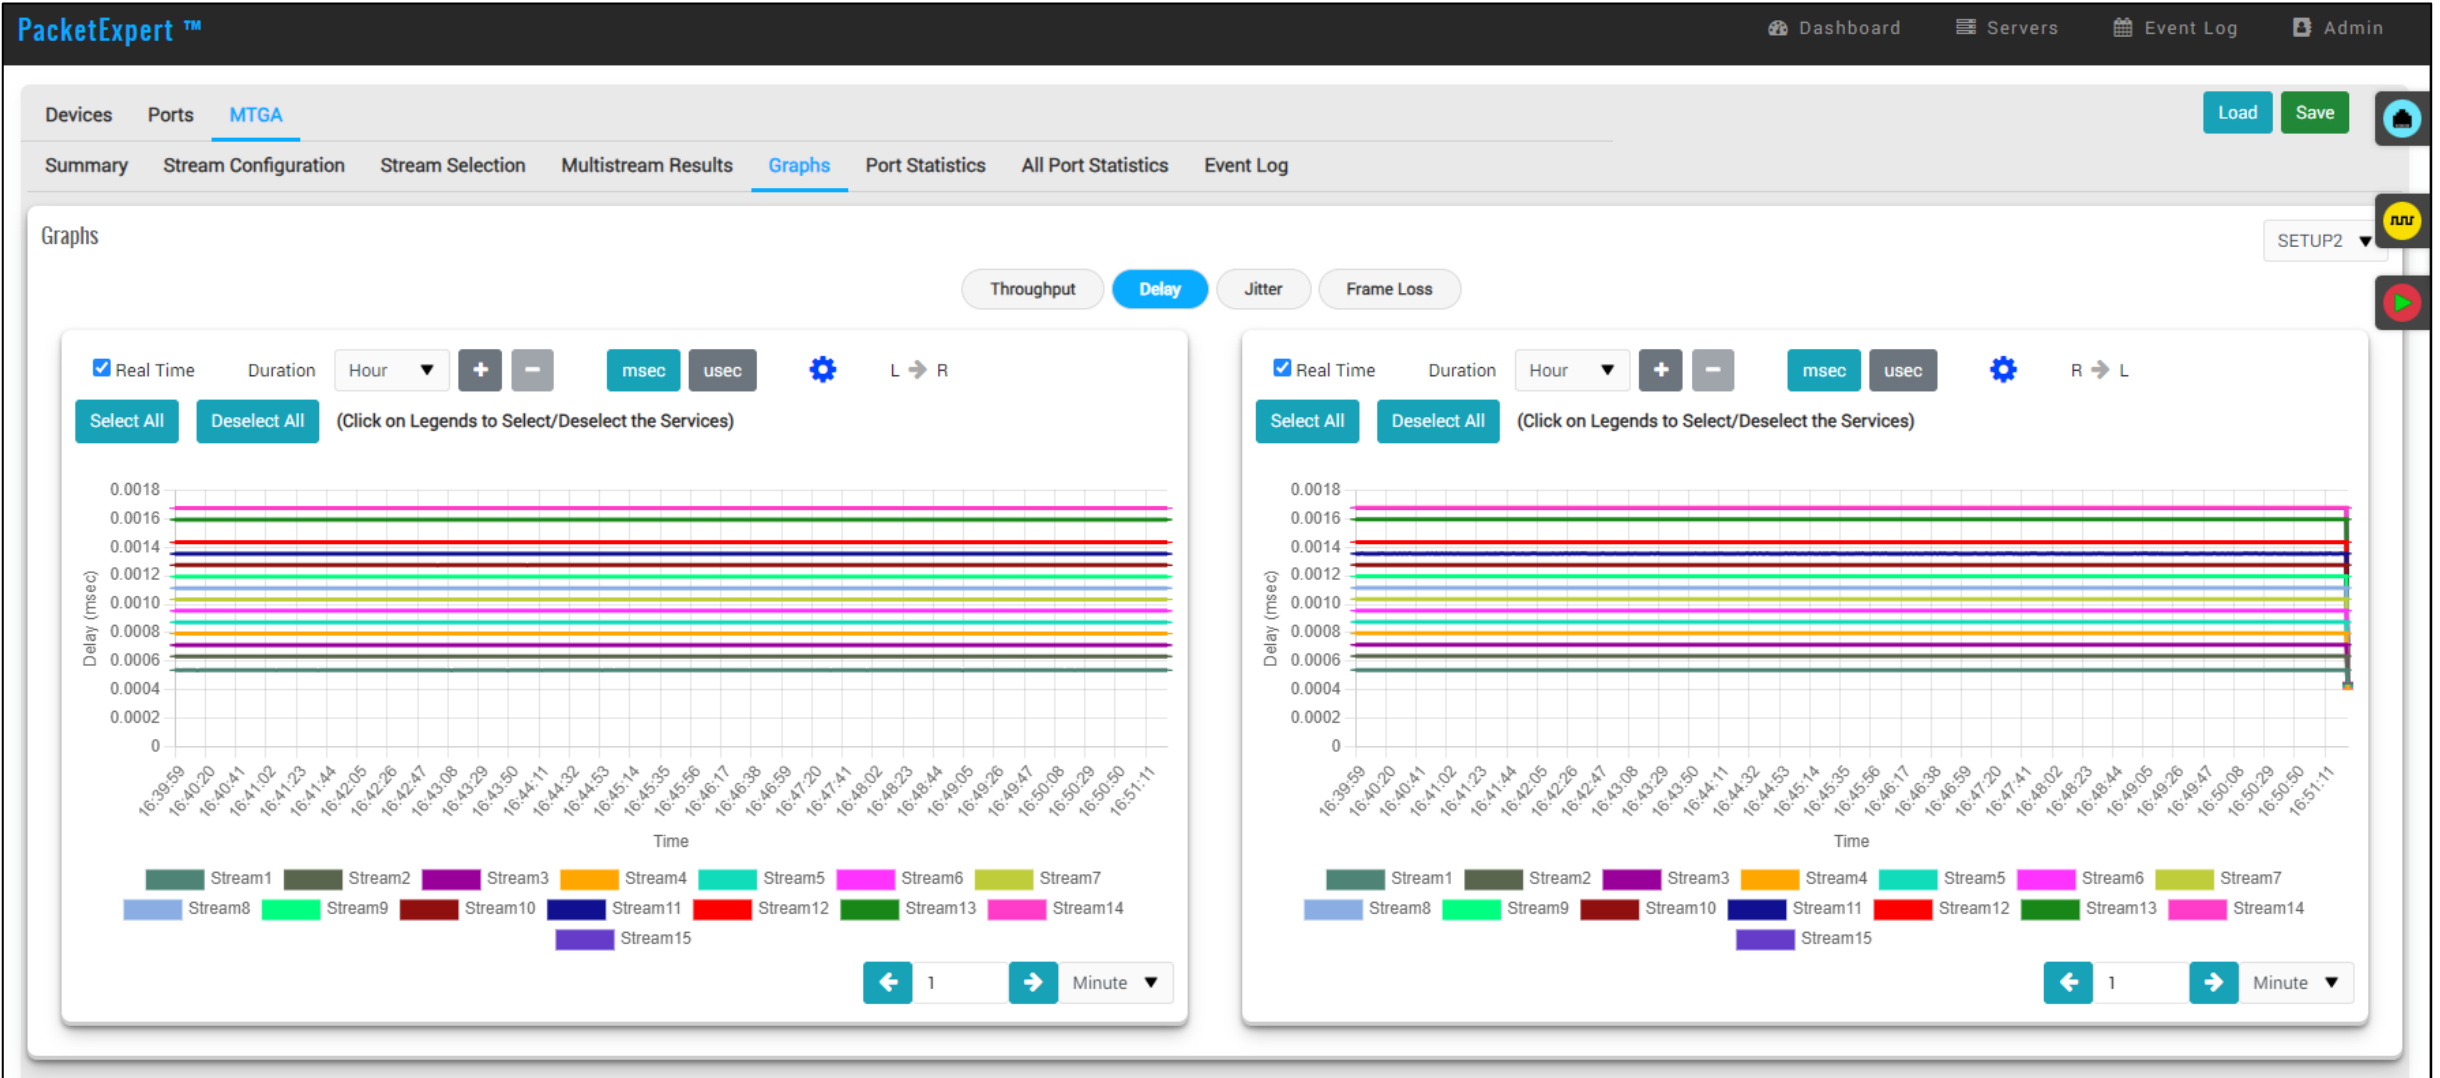 PacketExpert ™
Dashboard Servers Event Log Admin
Devices Ports MTGA
Load Save
Summary Stream Configuration Stream Selection Multistream Results Graphs Port Statistics All Port Statistics Event Log
Graphs
SETUP2
Throughput Delay Jitter Frame Loss
Real Time Duration Hour + − msec usec L R
Select All Deselect All (Click on Legends to Select/Deselect the Services)
Delay (msec)
0.0018
0.0016
0.0014
0.0012
0.0010
0.0008
0.0006
0.0004
0.0002
0
16:39:59 16:40:20 16:40:41 16:41:02 16:41:23 16:41:44 16:42:05 16:42:26 16:42:47 16:43:08 16:43:29 16:43:50 16:44:11 16:44:32 16:44:53 16:45:14 16:45:35 16:45:56 16:46:17 16:46:38 16:46:59 16:47:20 16:47:41 16:48:02 16:48:23 16:48:44 16:49:05 16:49:26 16:49:47 16:50:08 16:50:29 16:50:50 16:51:11
Time
Stream1 Stream2 Stream3 Stream4 Stream5 Stream6 Stream7
Stream8 Stream9 Stream10 Stream11 Stream12 Stream13 Stream14
Stream15
1 Minute
Real Time Duration Hour + − msec usec R L
Select All Deselect All (Click on Legends to Select/Deselect the Services)
Delay (msec)
0.0018
0.0016
0.0014
0.0012
0.0010
0.0008
0.0006
0.0004
0.0002
0
16:39:59 16:40:20 16:40:41 16:41:02 16:41:23 16:41:44 16:42:05 16:42:26 16:42:47 16:43:08 16:43:29 16:43:50 16:44:11 16:44:32 16:44:53 16:45:14 16:45:35 16:45:56 16:46:17 16:46:38 16:46:59 16:47:20 16:47:41 16:48:02 16:48:23 16:48:44 16:49:05 16:49:26 16:49:47 16:50:08 16:50:29 16:50:50 16:51:11
Time
Stream1 Stream2 Stream3 Stream4 Stream5 Stream6 Stream7
Stream8 Stream9 Stream10 Stream11 Stream12 Stream13 Stream14
Stream15
1 Minute